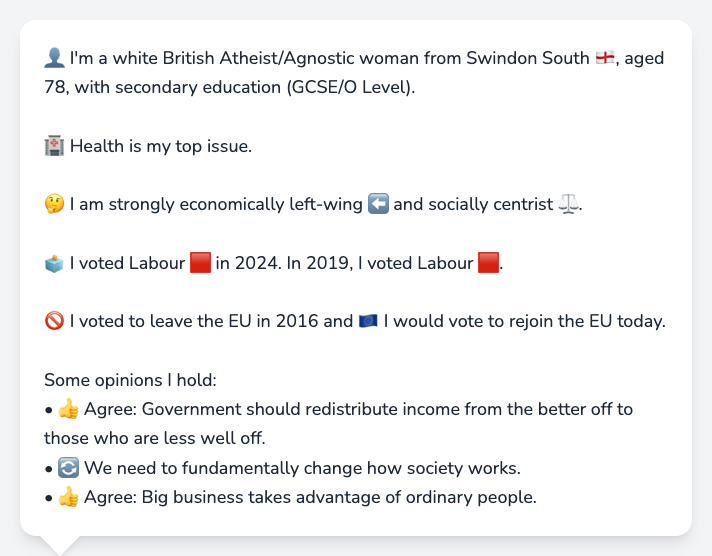 👤 I'm a white British Atheist/Agnostic woman from Swindon South 🏴󠁧󠁢󠁥󠁮󠁧󠁿, aged
78, with secondary education (GCSE/O Level).
🏥 Health is my top issue.
🤔 I am strongly economically left-wing ⬅️ and socially centrist ⚖️.
🗳️ I voted Labour 🟥 in 2024. In 2019, I voted Labour 🟥.
🚫 I voted to leave the EU in 2016 and 🇪🇺 I would vote to rejoin the EU today.
Some opinions I hold:
• 👍 Agree: Government should redistribute income from the better off to
those who are less well off.
• 🔄 We need to fundamentally change how society works.
• 👍 Agree: Big business takes advantage of ordinary people.